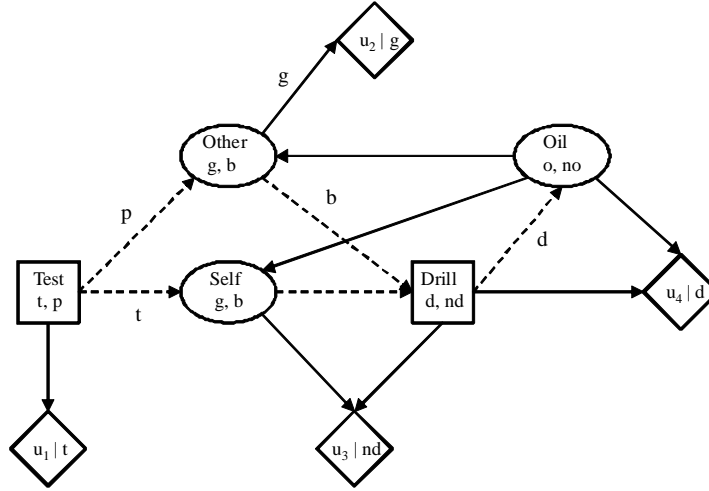 u₂ | g
g
Other
g, b
Oil
o, no
p
b
d
Test
t, p
t
Self
g, b
Drill
d, nd
u₄ | d
u₁ | t
u₃ | nd